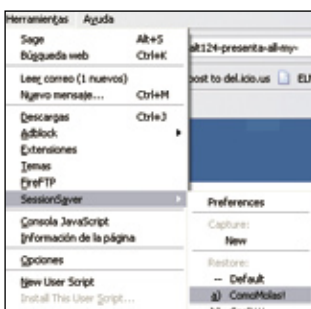 Herramientas Ayuda
Sage Alt+S
Búsqueda web Ctrl+K
alt124-presenta-all-my-
Leer correo (1 nuevos)
Nuevo mensaje... Ctrl+M
post to del.icio.us
Descargas Ctrl+J
Adblock
Extensiones
Temas
FireFTP
SessionSaver
Preferences
Consola JavaScript
Información de la página
Capture:
New
Opciones
Restore:
New User Script
-- Default
Install This User Script...
a) ComoMolas!